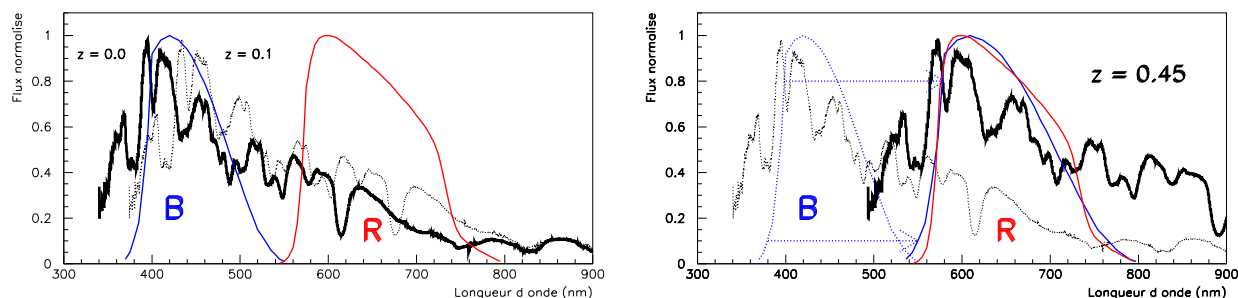 Flux normalise
1
0.8
0.6
0.4
0.2
0
z = 0.0
z = 0.1
B
R
300 400 500 600 700 800 900
Longueur d onde (nm)
Flux normalise
1
0.8
0.6
0.4
0.2
0
z = 0.45
B
R
300 400 500 600 700 800 900
Longueur d onde (nm)